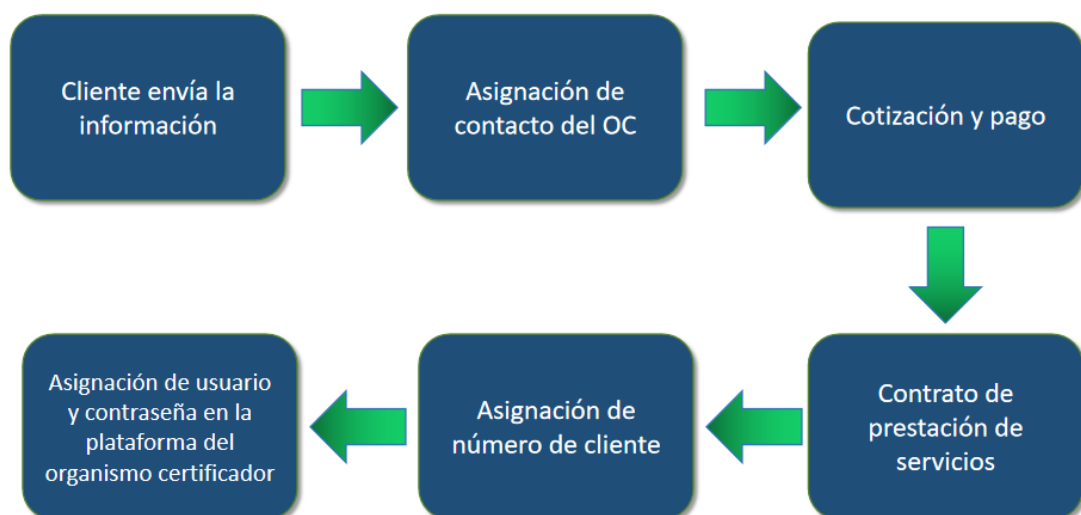 Cliente envía la
información
Asignación de
contacto del OC
Cotización y pago
Contrato de
prestación de
servicios
Asignación de
número de cliente
Asignación de usuario
y contraseña en la
plataforma del
organismo certificador